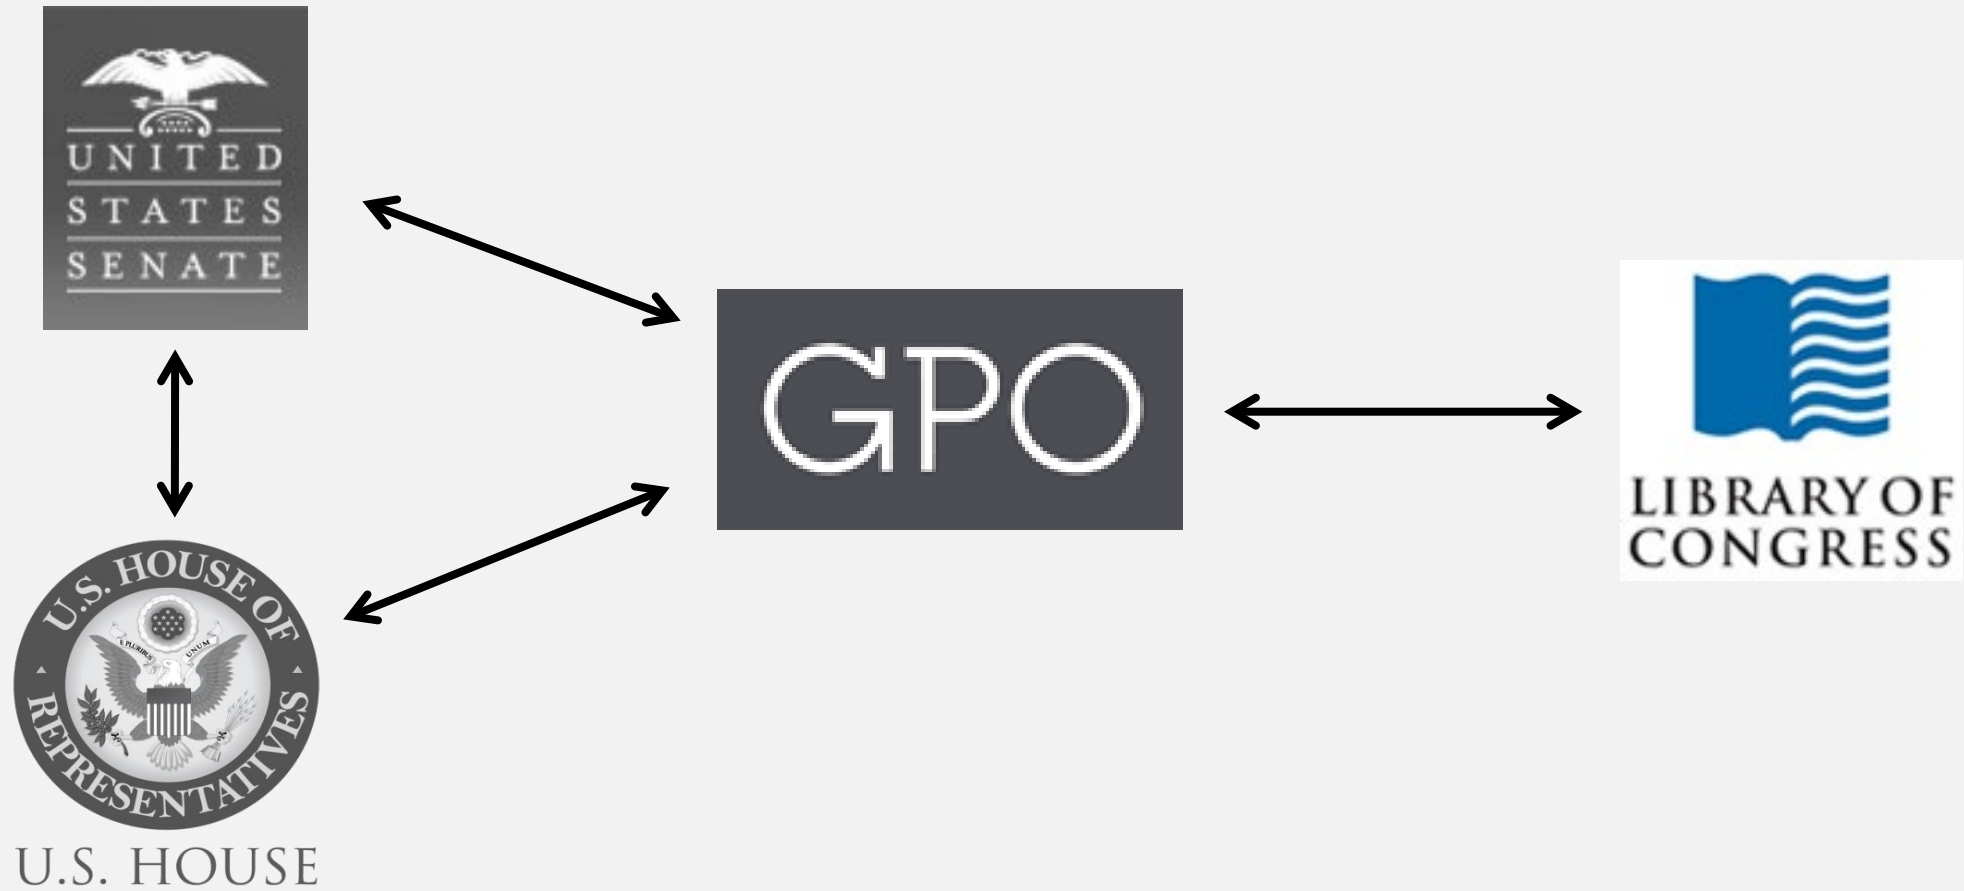 UNITED
STATES
SENATE
GPO
LIBRARY OF
CONGRESS
U.S. HOUSE OF
REPRESENTATIVES
E PLURIBUS
UNUM
U.S. HOUSE